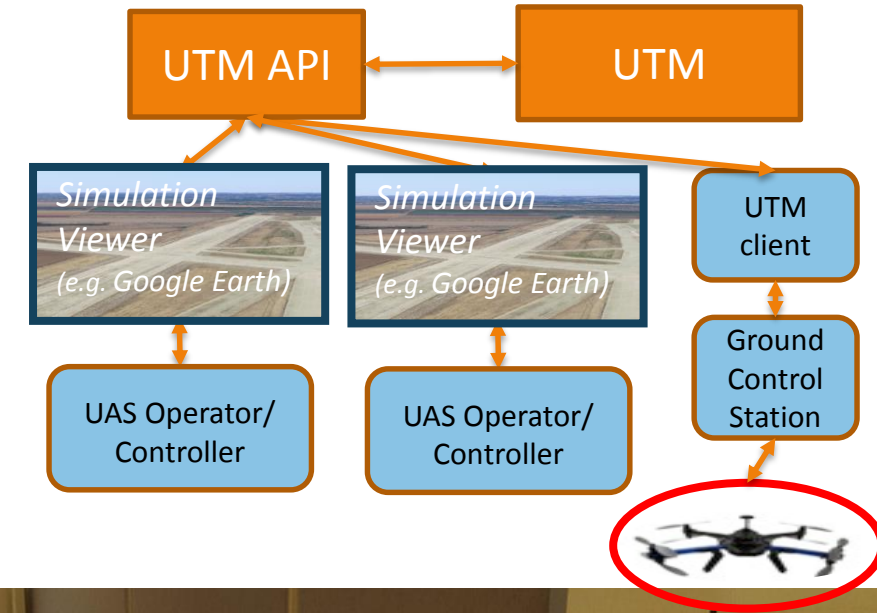 UTM API
UTM
Simulation
Viewer
(e.g. Google Earth)
Simulation
Viewer
(e.g. Google Earth)
UTM
client
Ground
Control
Station
UAS Operator/
Controller
UAS Operator/
Controller